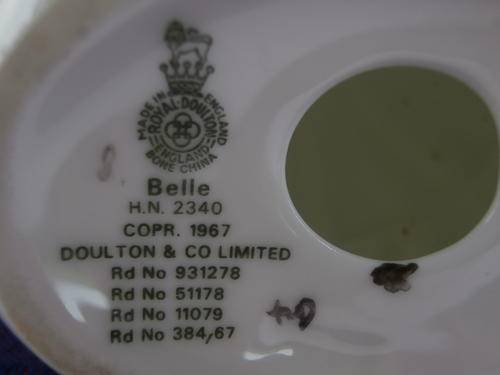 MADE IN ENGLAND
ROYAL·DOULTON
ENGLAND
BONE CHINA
Belle
H.N. 2340
COPR. 1967
DOULTON & CO LIMITED
Rd No 931278
Rd No 51178
Rd No 11079
Rd No 384,67